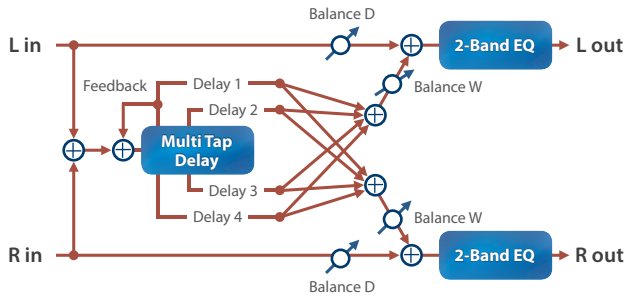 Balance D
L in
2-Band EQ
L out
Feedback
Delay 1
Balance W
Delay 2
Multi Tap
Delay
Delay 3
Delay 4
Balance W
R in
2-Band EQ
R out
Balance D